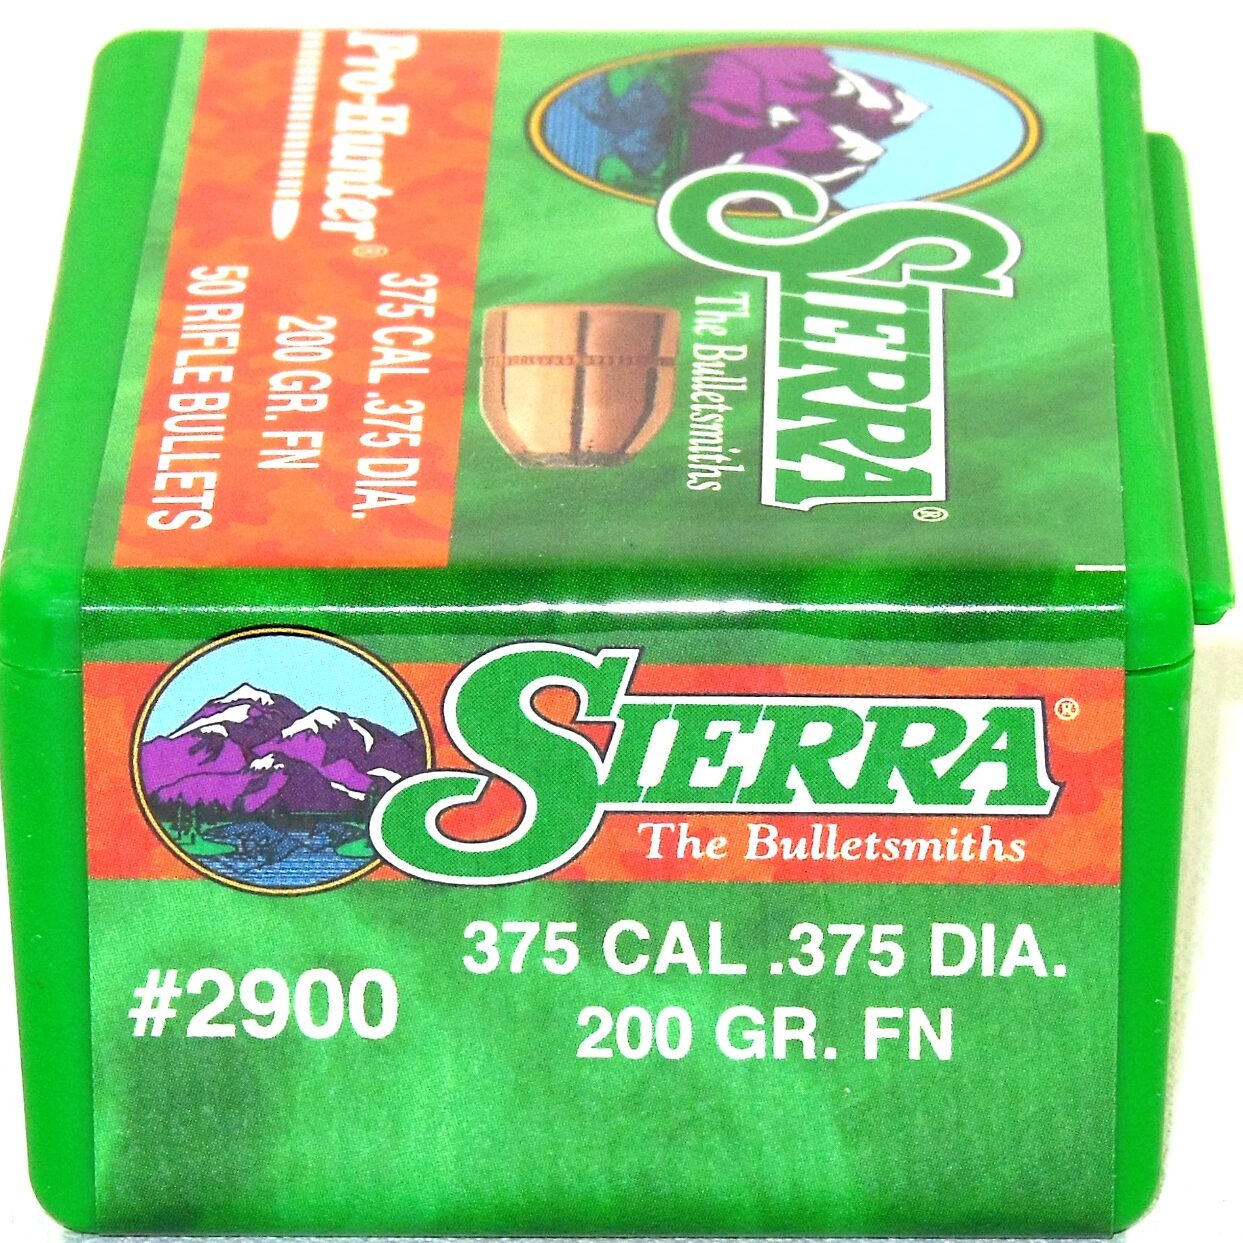 Pro-Hunter®
375 CAL .375 DIA.
200 GR. FN
50 RIFLE BULLETS
SIERRA®
The Bulletsmiths
SIERRA®
The Bulletsmiths
#2900
375 CAL .375 DIA.
200 GR. FN